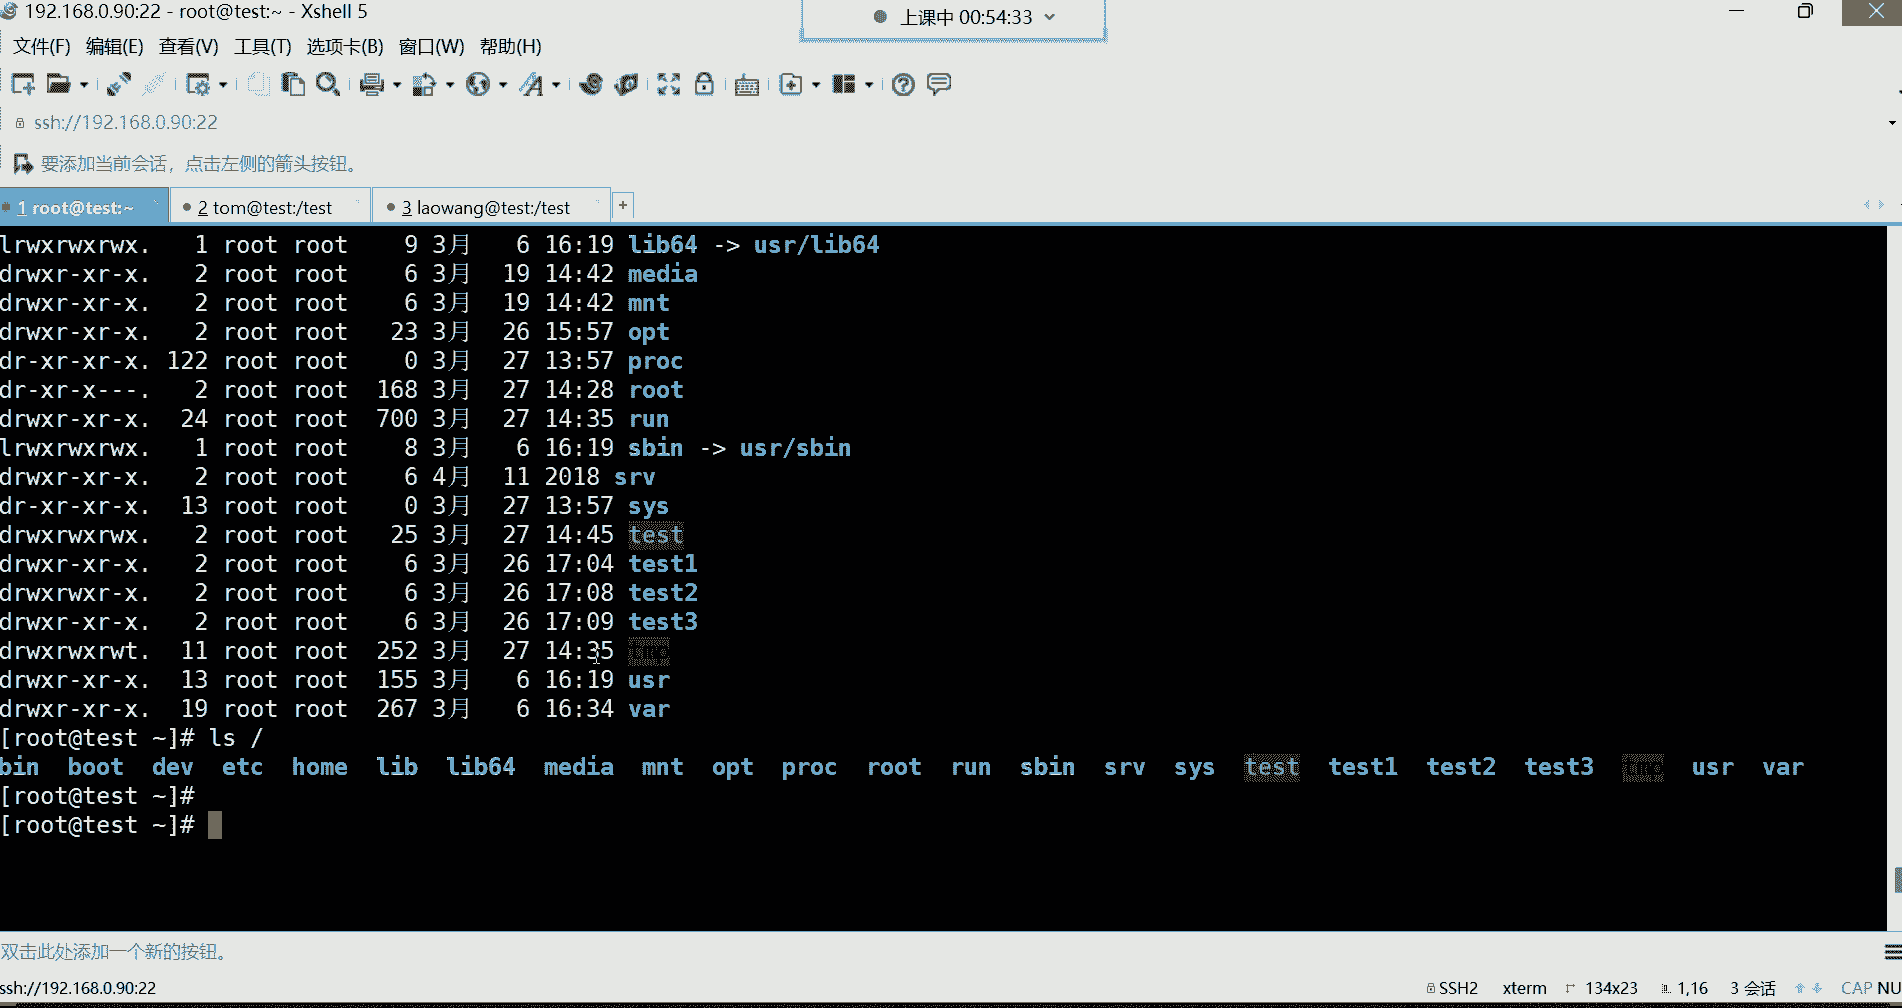 192.168.0.90:22 - root@test:~ - Xshell 5
上课中 00:54:33
文件(F) 编辑(E) 查看(V) 工具(T) 选项卡(B) 窗口(W) 帮助(H)
ssh://192.168.0.90:22
要添加当前会话，点击左侧的箭头按钮。
1 root@test:~ 2 tom@test:/test 3 laowang@test:/test +
lrwxrwxrwx. 1 root root 9 3月 6 16:19 lib64 -> usr/lib64
drwxr-xr-x. 2 root root 6 3月 19 14:42 media
drwxr-xr-x. 2 root root 6 3月 19 14:42 mnt
drwxr-xr-x. 2 root root 23 3月 26 15:57 opt
dr-xr-xr-x. 122 root root 0 3月 27 13:57 proc
dr-xr-x---. 2 root root 168 3月 27 14:28 root
drwxr-xr-x. 24 root root 700 3月 27 14:35 run
lrwxrwxrwx. 1 root root 8 3月 6 16:19 sbin -> usr/sbin
drwxr-xr-x. 2 root root 6 4月 11 2018 srv
dr-xr-xr-x. 13 root root 0 3月 27 13:57 sys
drwxrwxrwx. 2 root root 25 3月 27 14:45 test
drwxr-xr-x. 2 root root 6 3月 26 17:04 test1
drwxrwxr-x. 2 root root 6 3月 26 17:08 test2
drwxr-xr-x. 2 root root 6 3月 26 17:09 test3
drwxrwxrwt. 11 root root 252 3月 27 14:35 tmp
drwxr-xr-x. 13 root root 155 3月 6 16:19 usr
drwxr-xr-x. 19 root root 267 3月 6 16:34 var
[root@test ~]# ls /
bin boot dev etc home lib lib64 media mnt opt proc root run sbin srv sys test test1 test2 test3 tmp usr var
[root@test ~]#
[root@test ~]#
双击此处添加一个新的按钮。
ssh://192.168.0.90:22 SSH2 xterm 134x23 1,16 3 会话 CAP